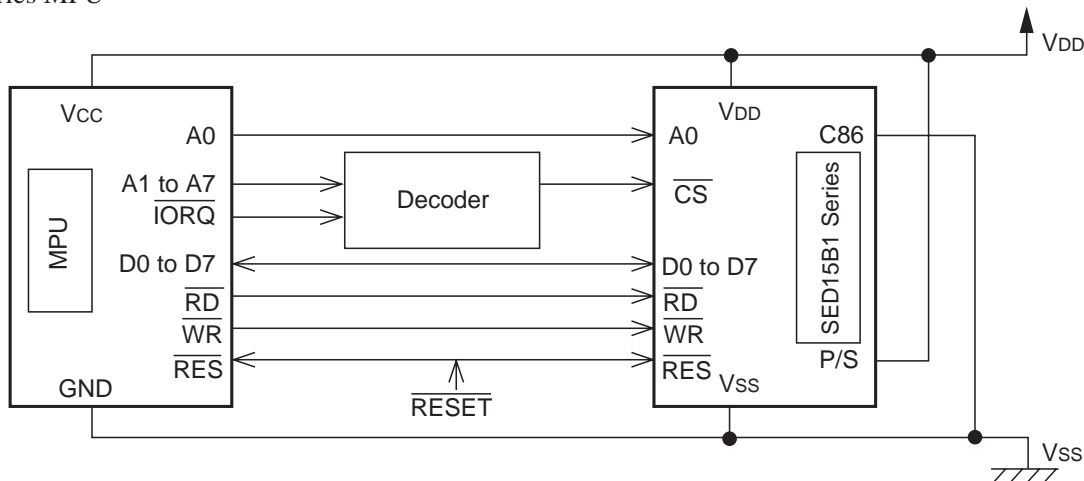 ries MPU
VDD
VCC
VDD
A0
A0
C86
A1 to A7
Decoder
CS
IORQ
MPU
SED15B1 Series
D0 to D7
D0 to D7
RD
RD
WR
WR
RES
RES
P/S
GND
RESET
VSS
VSS